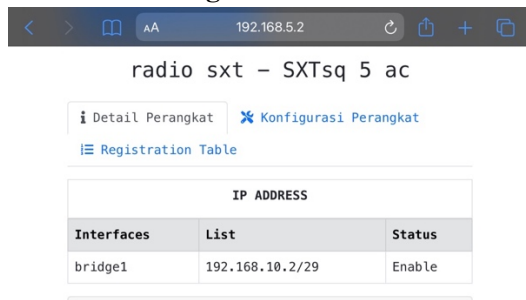 AA 192.168.5.2
radio sxt – SXTsq 5 ac
Detail Perangkat Konfigurasi Perangkat
Registration Table
IP ADDRESS
Interfaces List Status
bridge1 192.168.10.2/29 Enable